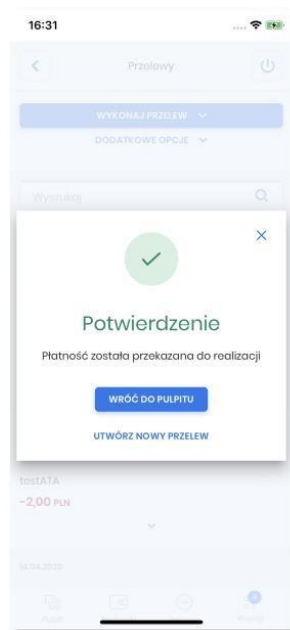 16:31
Przelewy
WYKONAJ PRZELEW
DODATKOWE OPCJE
Wyszukaj
Potwierdzenie
Płatność została przekazana do realizacji
WRÓĆ DO PULPITU
UTWÓRZ NOWY PRZELEW
testATA
-2,00 PLN
14.04.2020
Pulpit